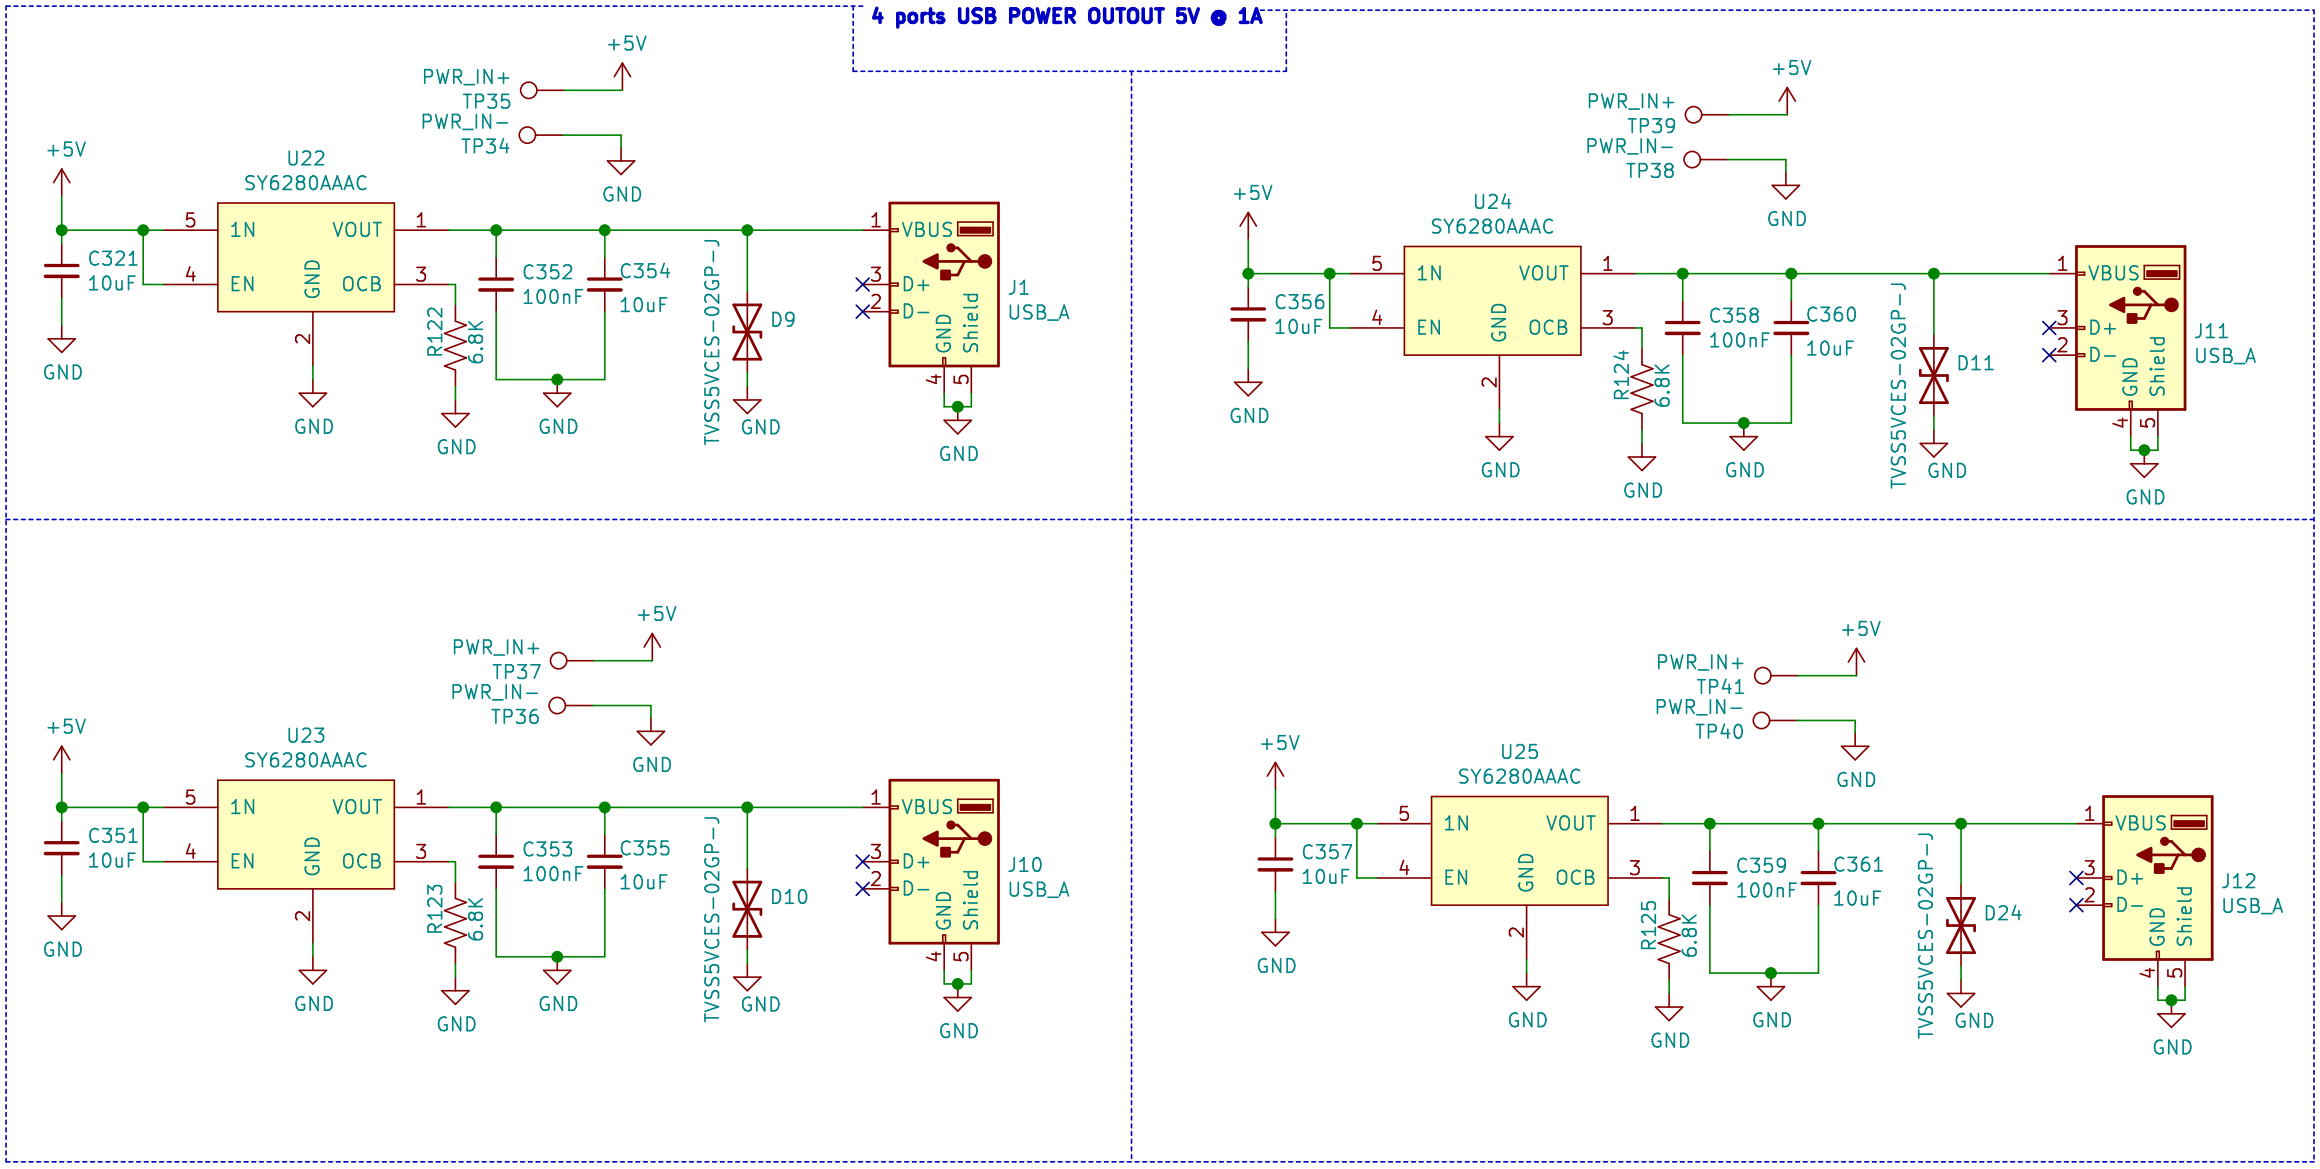 4 ports USB POWER OUTOUT 5V @ 1A
+5V
PWR_IN+
TP35
PWR_IN-
TP34
GND
+5V
U22
SY6280AAAC
5
1N
VOUT
1
4
EN
GND
OCB
3
2
GND
C321
10uF
GND
R122
6.8K
GND
C352
100nF
C354
10uF
GND
TVSS5VCES-02GP-J
D9
GND
1
VBUS
3
D+
2
D-
GND
Shield
4
5
J1
USB_A
GND
+5V
PWR_IN+
TP39
PWR_IN-
TP38
GND
+5V
U24
SY6280AAAC
5
1N
VOUT
1
4
EN
GND
OCB
3
2
GND
C356
10uF
GND
R124
6.8K
GND
C358
100nF
C360
10uF
GND
TVSS5VCES-02GP-J
D11
GND
1
VBUS
3
D+
2
D-
GND
Shield
4
5
J11
USB_A
GND
+5V
PWR_IN+
TP37
PWR_IN-
TP36
GND
+5V
U23
SY6280AAAC
5
1N
VOUT
1
4
EN
GND
OCB
3
2
GND
C351
10uF
GND
R123
6.8K
GND
C353
100nF
C355
10uF
GND
TVSS5VCES-02GP-J
D10
GND
1
VBUS
3
D+
2
D-
GND
Shield
4
5
J10
USB_A
GND
+5V
PWR_IN+
TP41
PWR_IN-
TP40
GND
+5V
U25
SY6280AAAC
5
1N
VOUT
1
4
EN
GND
OCB
3
2
GND
C357
10uF
GND
R125
6.8K
GND
C359
100nF
C361
10uF
GND
TVSS5VCES-02GP-J
D24
GND
1
VBUS
3
D+
2
D-
GND
Shield
4
5
J12
USB_A
GND